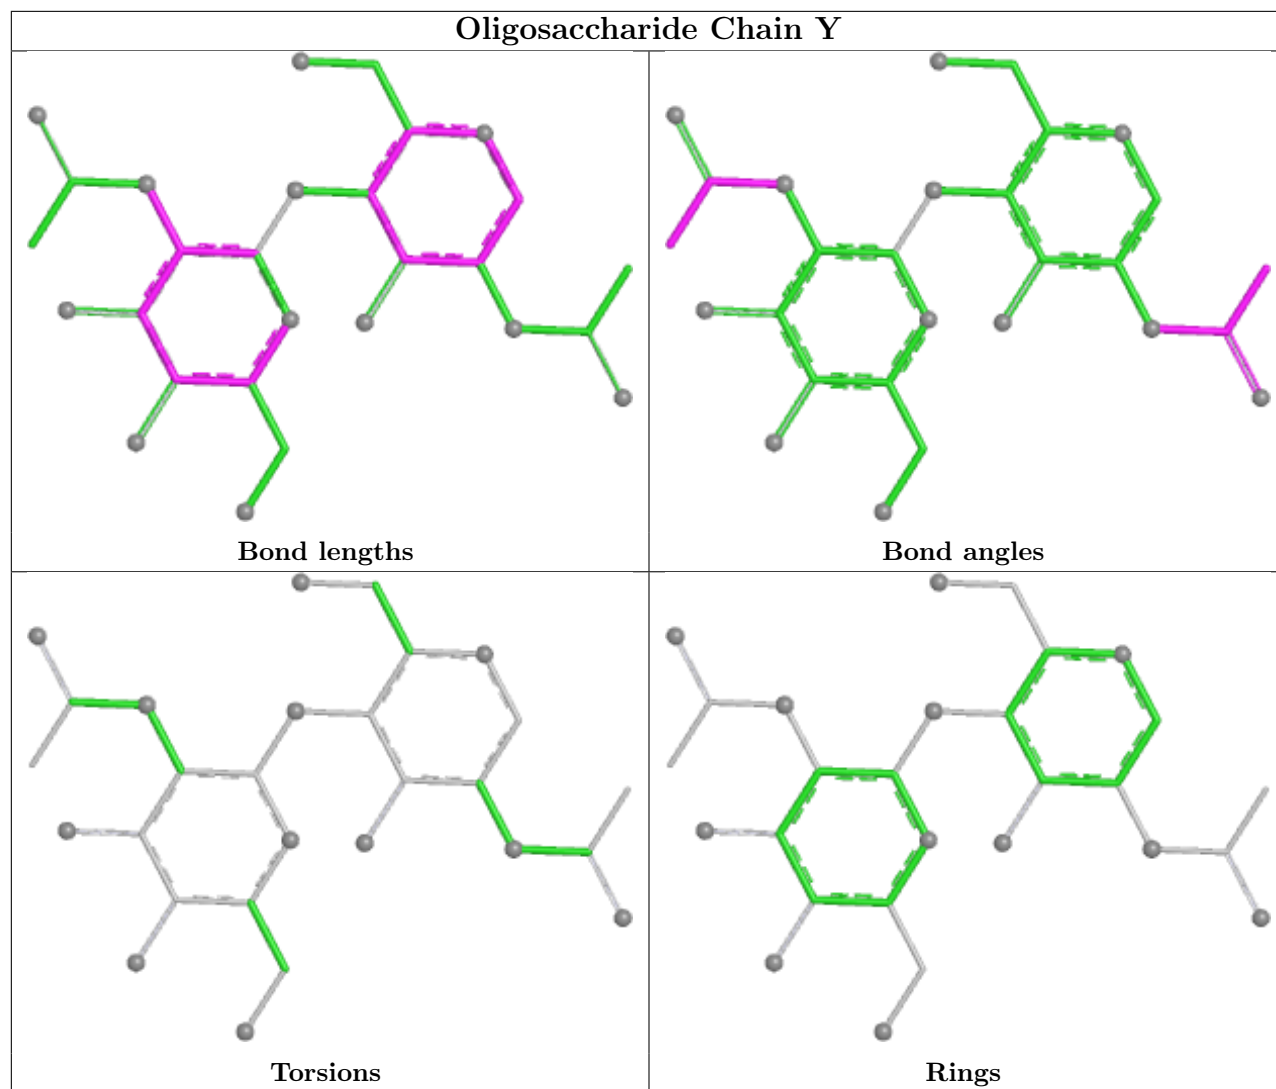 Oligosaccharide Chain Y
Bond lengths
Bond angles
Torsions
Rings